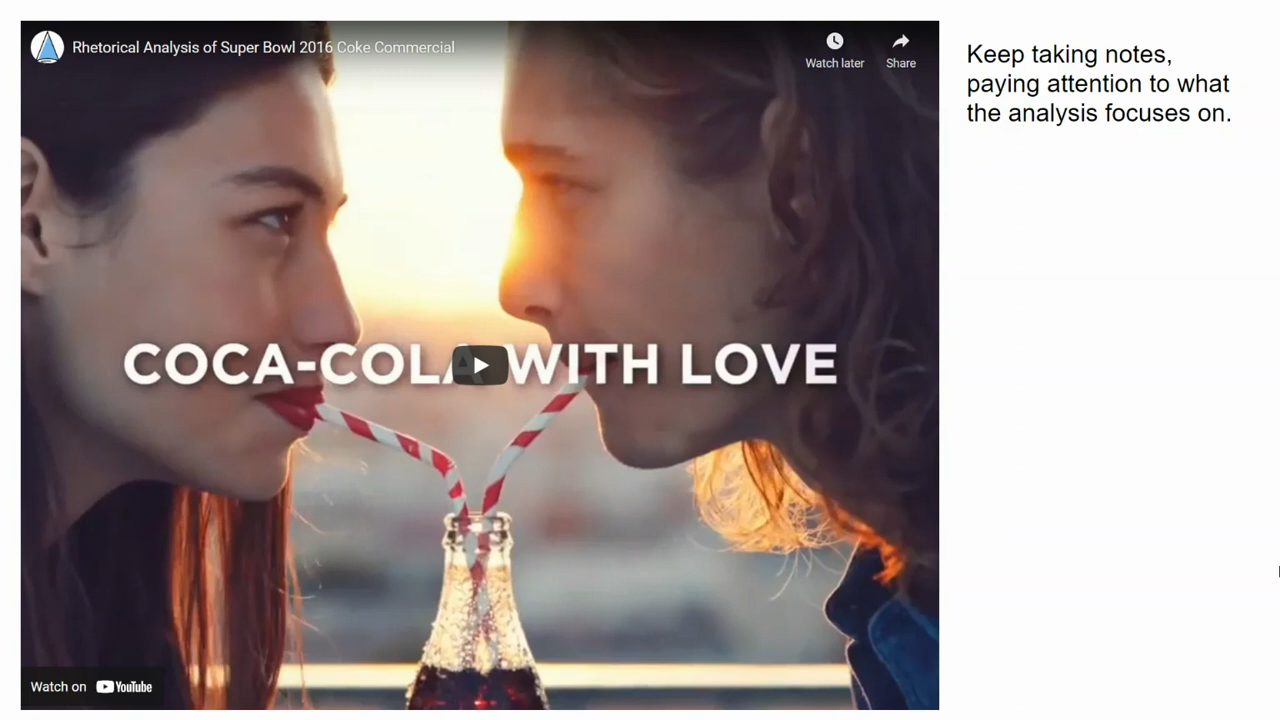 Rhetorical Analysis of Super Bowl 2016 Coke Commercial
Watch later
Share
COCA-COLA WITH LOVE
Watch on YouTube
Keep taking notes,
paying attention to what
the analysis focuses on.